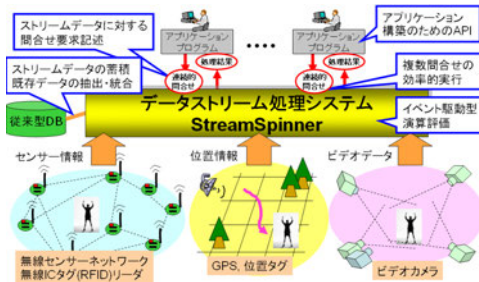 ストリームデータに対する
問合せ要求記述
アプリケーション
プログラム
‥‥
アプリケーション
プログラム
アプリケーション
構築のためのAPI
ストリームデータの蓄積
既存データの抽出・統合
処理結果
連続的
問合せ
連続的
問合せ
処理結果
複数問合せの
効率的実行
従来型DB
データストリーム処理システム
StreamSpinner
イベント駆動型
演算評価
センサー情報
位置情報
ビデオデータ
無線センサーネットワーク
無線ICタグ(RFID)リーダ
GPS, 位置タグ
ビデオカメラ